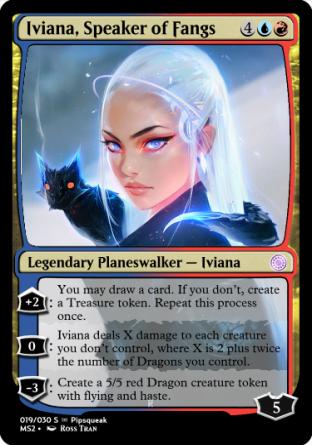 Iviana, Speaker of Fangs 4
Legendary Planeswalker — Iviana
+2 You may draw a card. If you don't, create
a Treasure token. Repeat this process
once.
0 Iviana deals X damage to each creature
you don't control, where X is 2 plus twice
the number of Dragons you control.
-3 Create a 5/5 red Dragon creature token
with flying and haste.
5
019/030 S ™ Pipsqueak
MS2 • Ross Tran